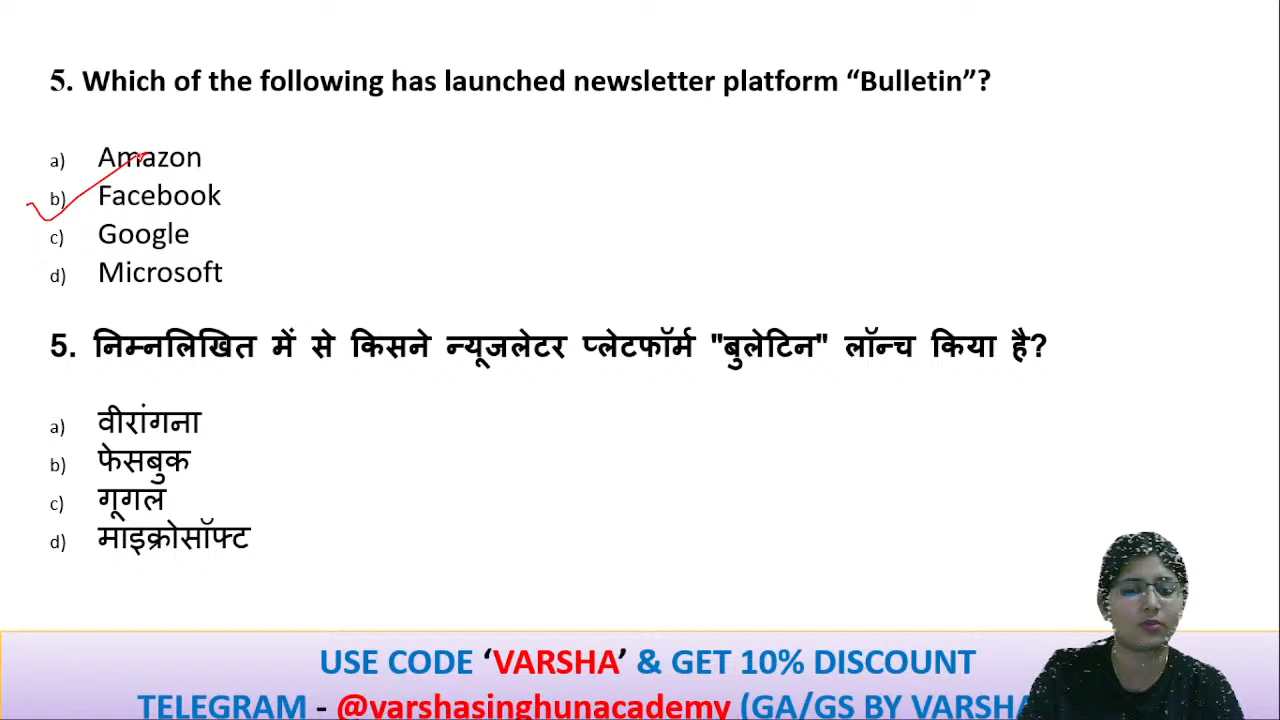 5. Which of the following has launched newsletter platform “Bulletin”?
a) Amazon
b) Facebook
c) Google
d) Microsoft
5. निम्नलिखित में से किसने न्यूजलेटर प्लेटफॉर्म "बुलेटिन" लॉन्च किया है?
a) वीरांगना
b) फेसबुक
c) गूगल
d) माइक्रोसॉफ्ट
USE CODE ‘VARSHA’ & GET 10% DISCOUNT
TELEGRAM - @varshasinghunacademy (GA/GS BY VARSHA